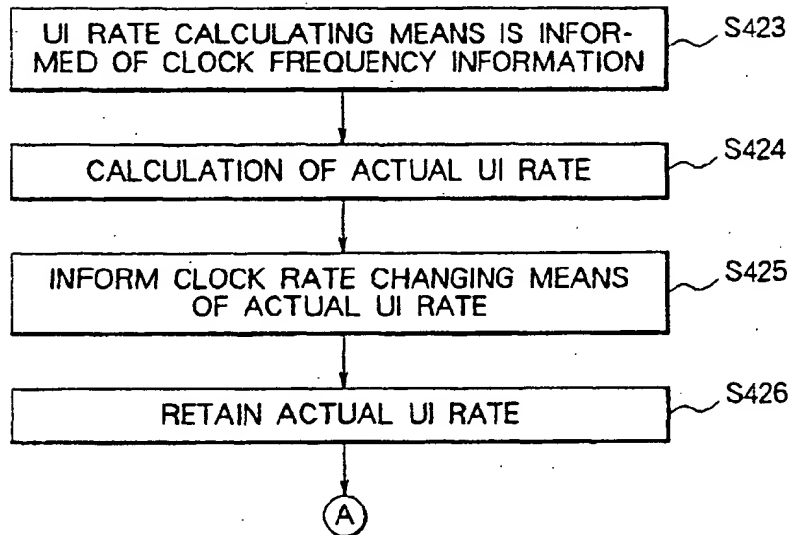 UI RATE CALCULATING MEANS IS INFOR-
MED OF CLOCK FREQUENCY INFORMATION
S423
CALCULATION OF ACTUAL UI RATE
S424
INFORM CLOCK RATE CHANGING MEANS
OF ACTUAL UI RATE
S425
RETAIN ACTUAL UI RATE
S426
A